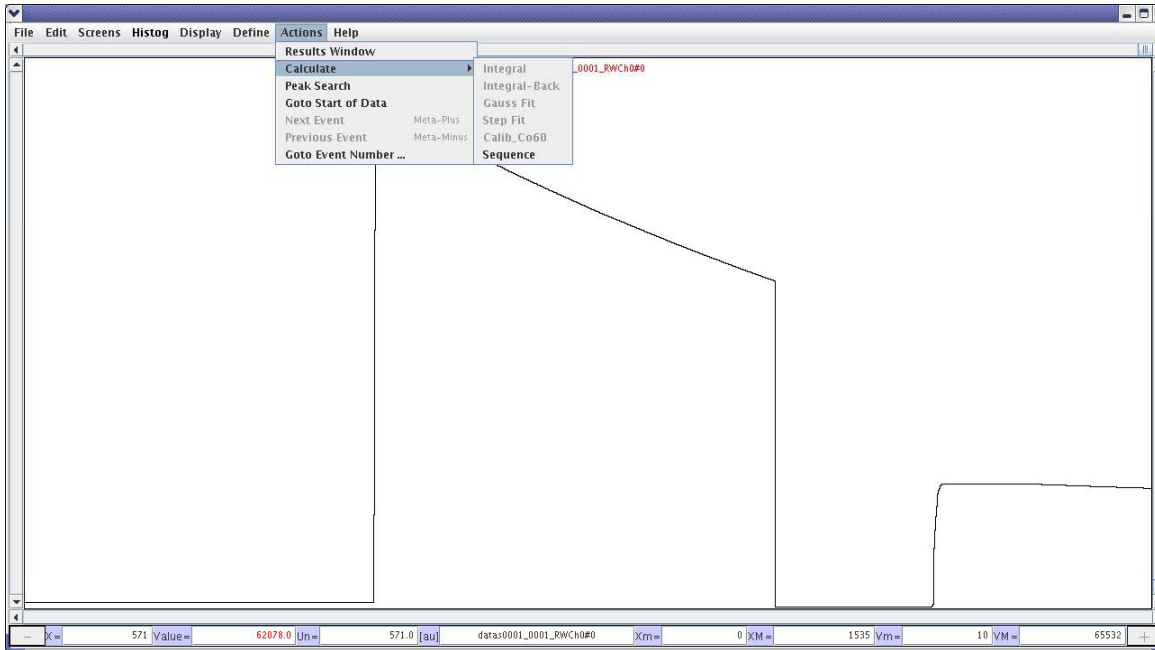 File Edit Screens Histog Display Define Actions Help
Results Window
Calculate
Peak Search
Goto Start of Data
Next Event Meta-Plus
Previous Event Meta-Minus
Goto Event Number ...
Integral
Integral-Back
Gauss Fit
Step Fit
Calib_Co60
Sequence
_0001_RWCh0#0
X= 571 Value= 62078.0 Un= 571.0 [au] datas0001_0001_RWCh0#0 Xm= 0 XM= 1535 Vm= 10 VM= 65532